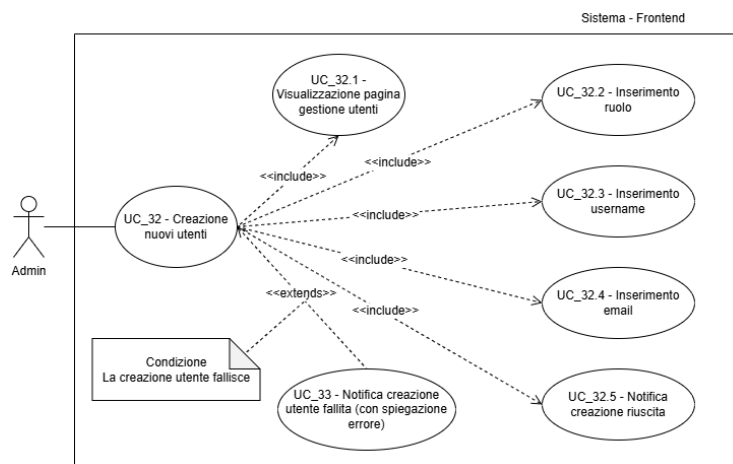 Sistema - Frontend
UC_32.1 -
Visualizzazione pagina
gestione utenti
UC_32.2 - Inserimento
ruolo
<<include>>
<<include>>
UC_32.3 - Inserimento
username
<<include>>
UC_32 - Creazione
nuovi utenti
Admin
<<include>>
UC_32.4 - Inserimento
email
<<extends>>
<<include>>
Condizione
La creazione utente fallisce
UC_33 - Notifica creazione
utente fallita (con spiegazione
errore)
UC_32.5 - Notifica
creazione riuscita